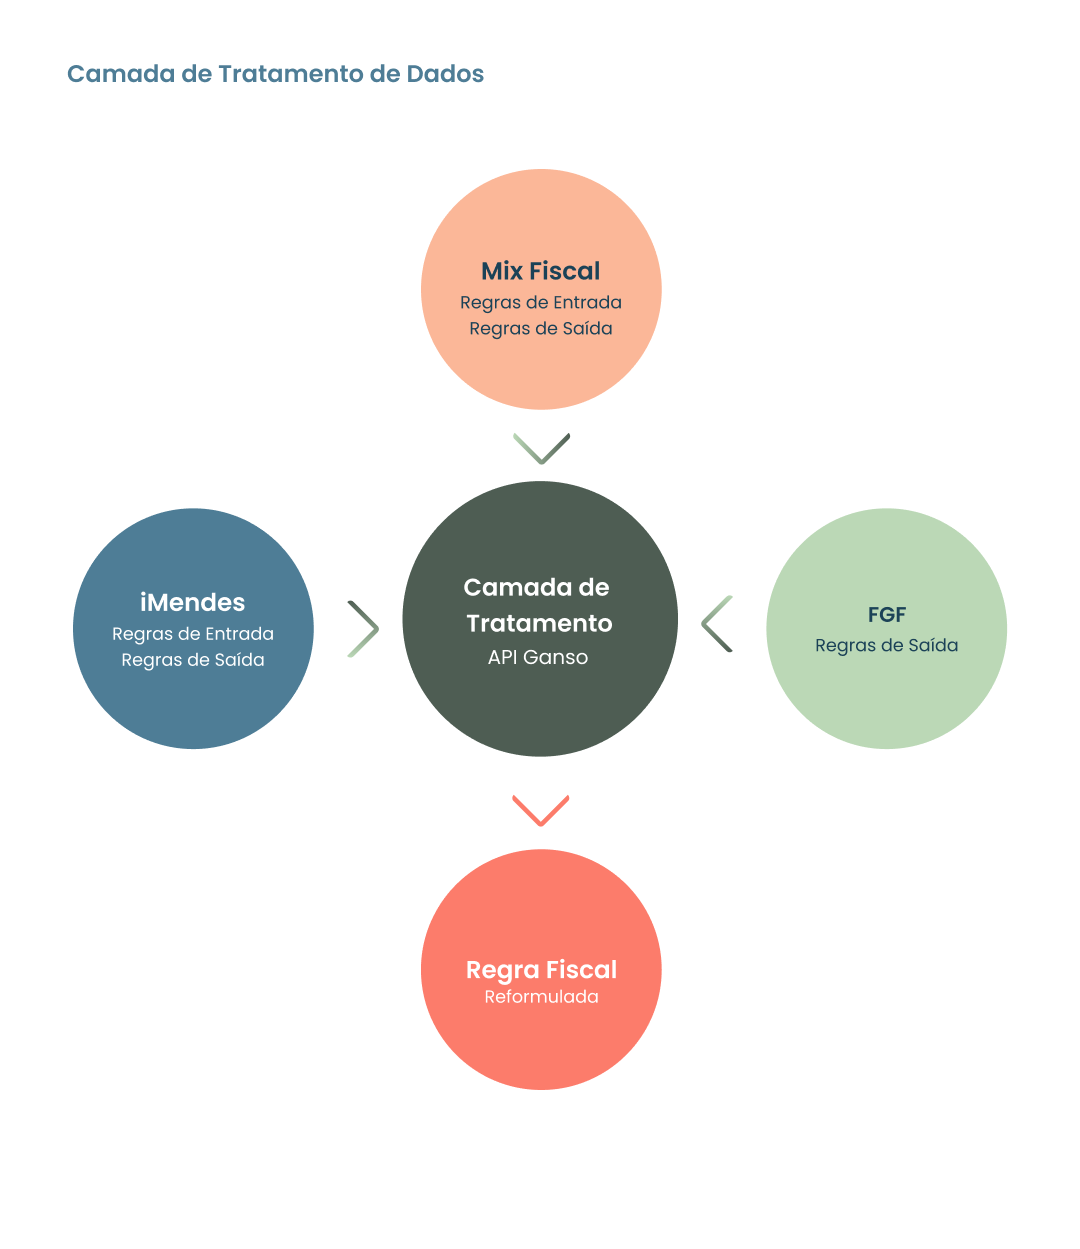 Camada de Tratamento de Dados
Mix Fiscal
Regras de Entrada
Regras de Saída
iMendes
Regras de Entrada
Regras de Saída
Camada de
Tratamento
API Ganso
FGF
Regras de Saída
Regra Fiscal
Reformulada